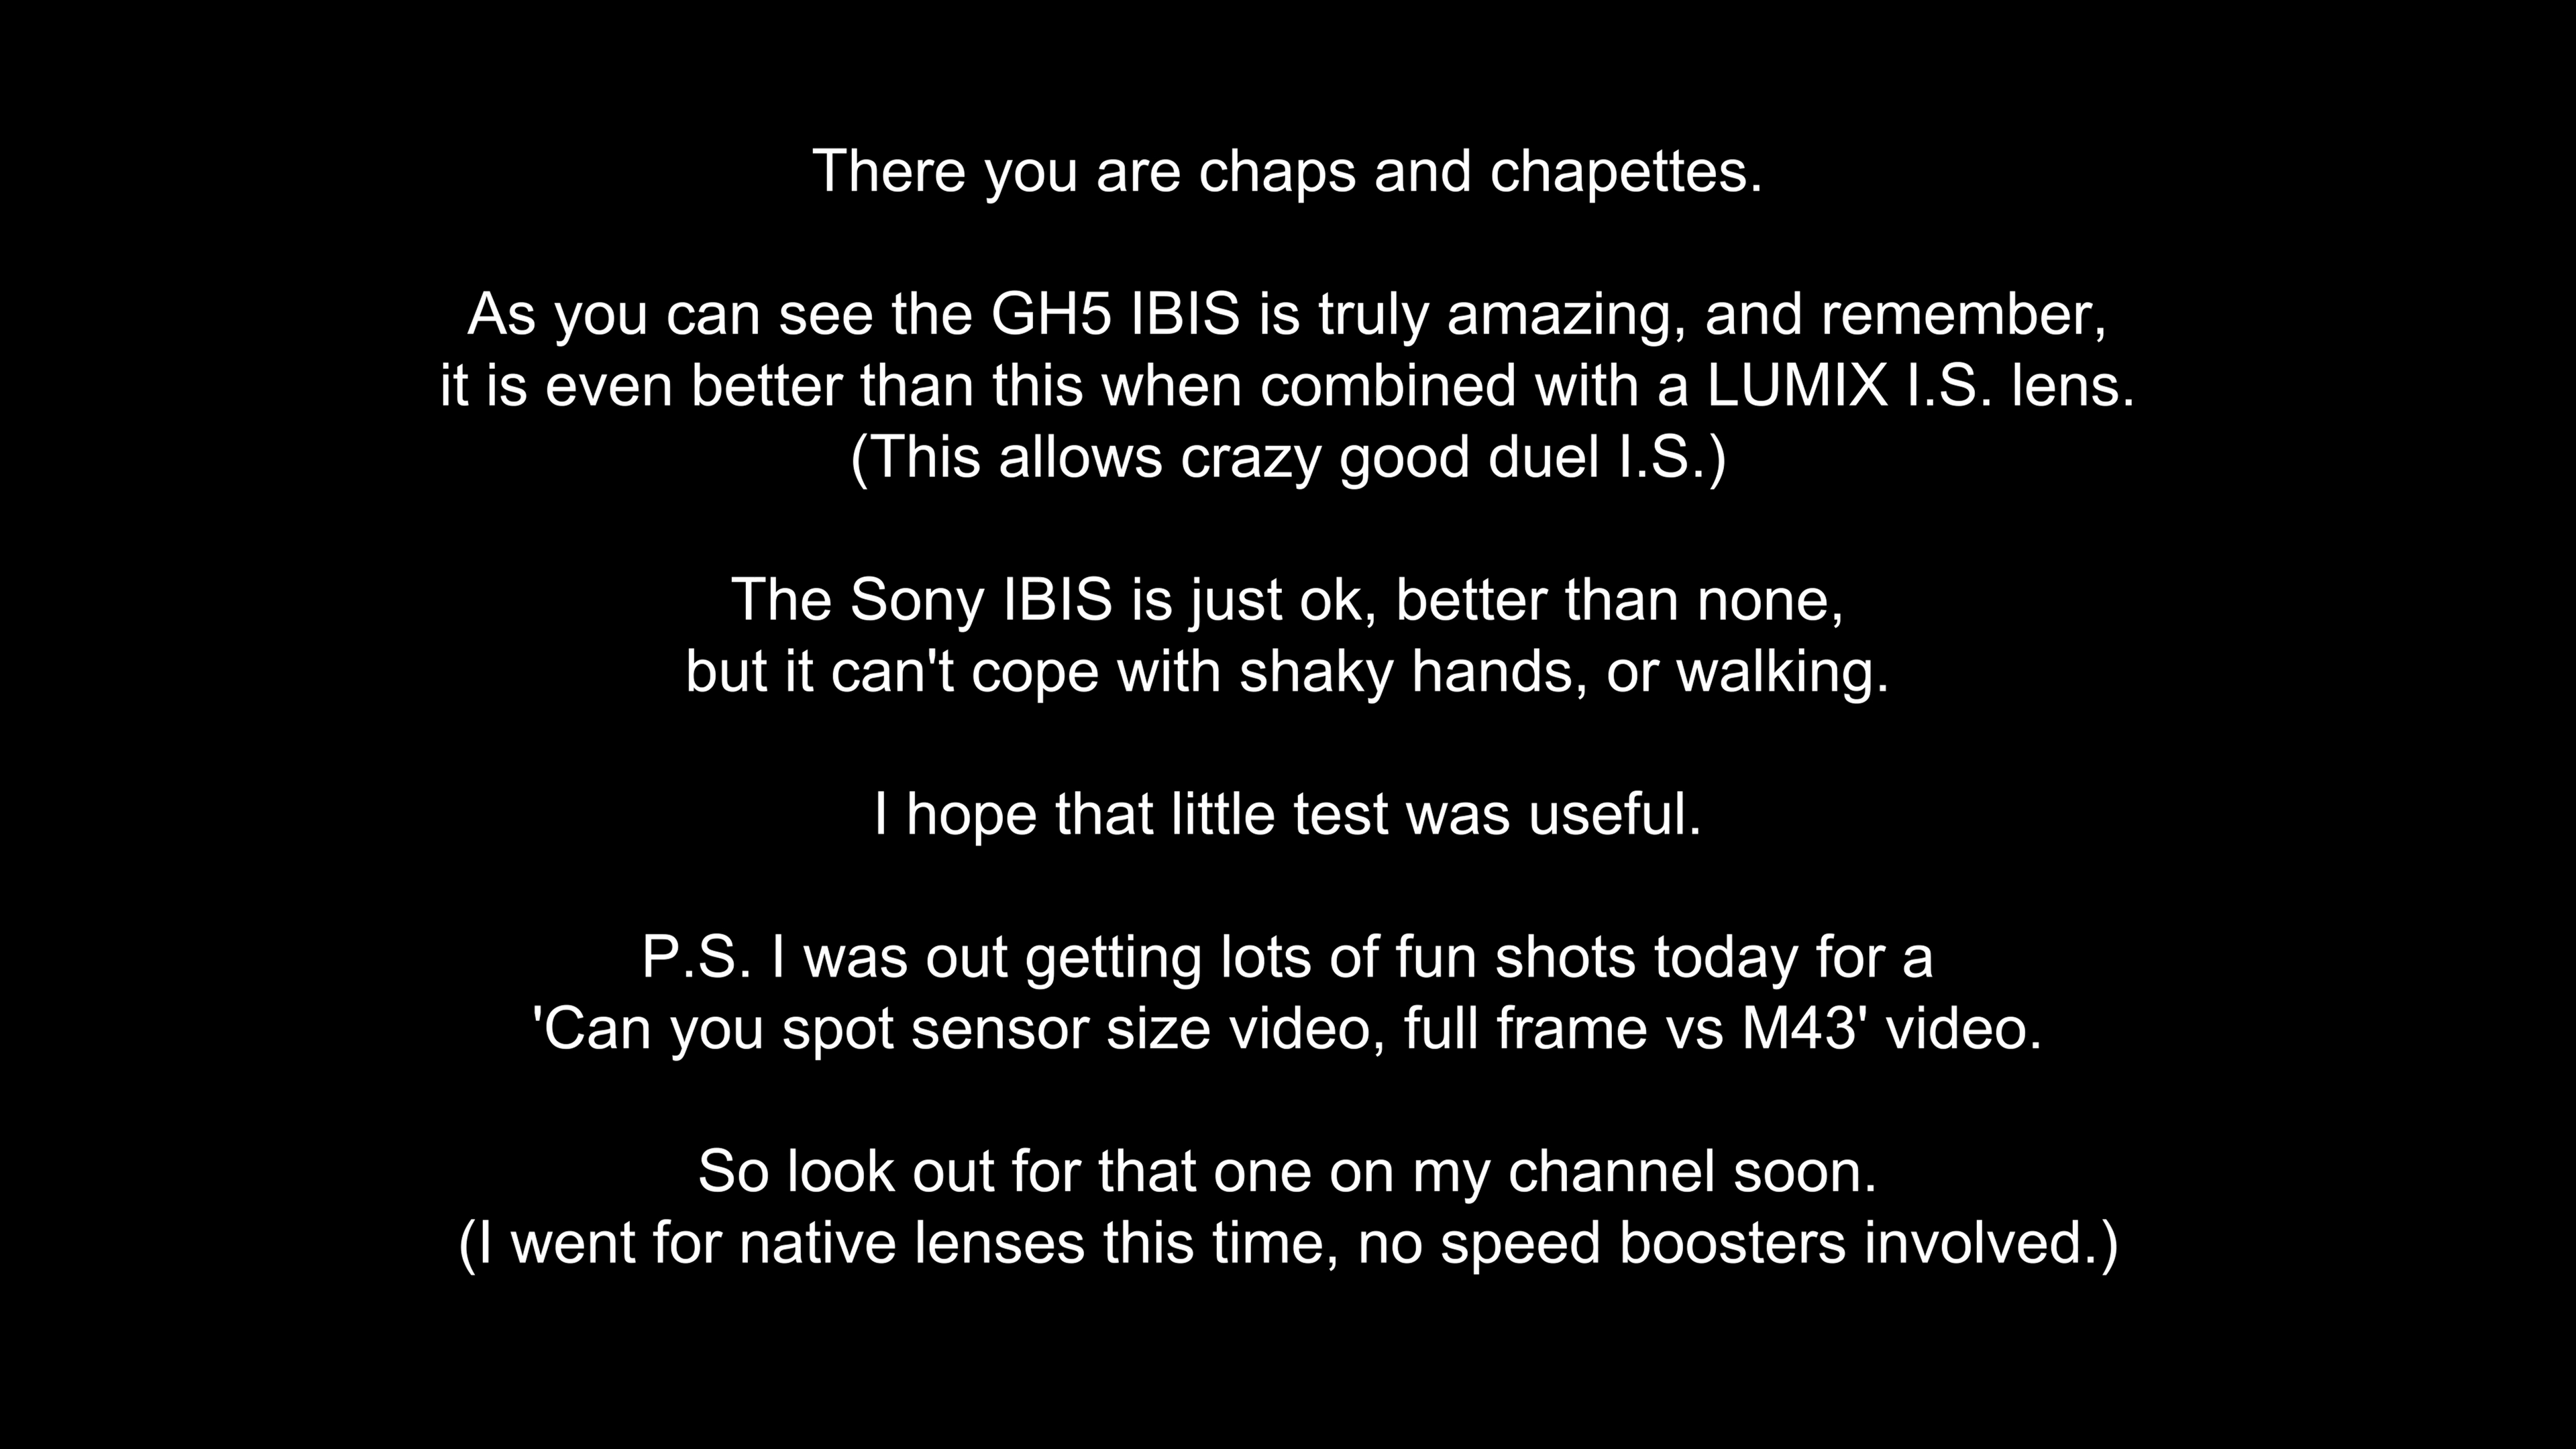 There you are chaps and chapettes.
As you can see the GH5 IBIS is truly amazing, and remember,
it is even better than this when combined with a LUMIX I.S. lens.
(This allows crazy good duel I.S.)
The Sony IBIS is just ok, better than none,
but it can't cope with shaky hands, or walking.
I hope that little test was useful.
P.S. I was out getting lots of fun shots today for a
'Can you spot sensor size video, full frame vs M43' video.
So look out for that one on my channel soon.
(I went for native lenses this time, no speed boosters involved.)